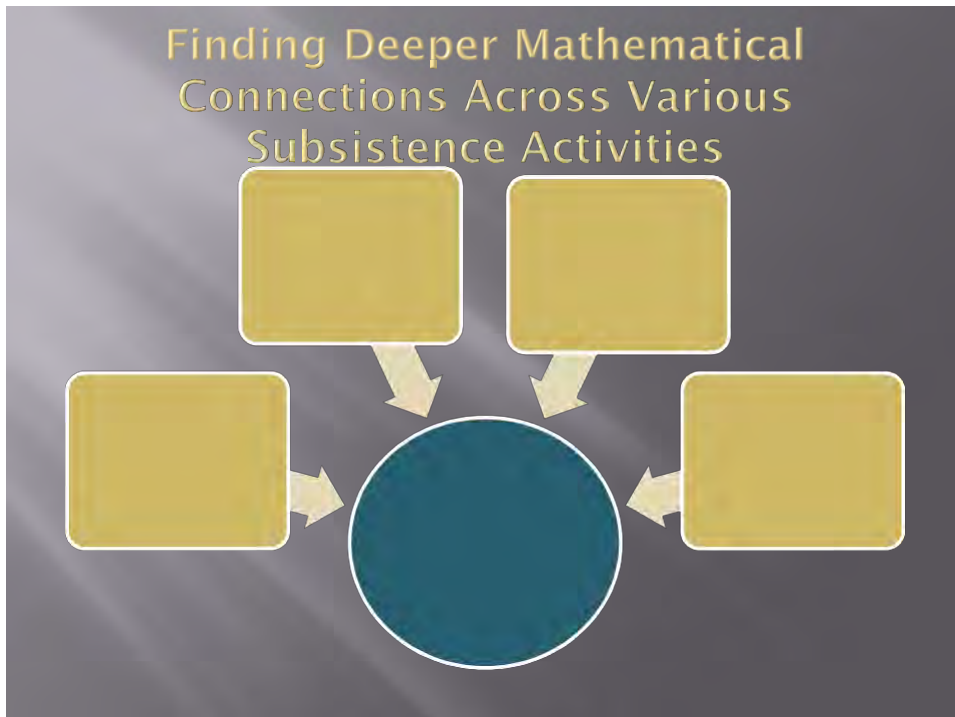 Finding Deeper Mathematical
Connections Across Various
Subsistence Activities